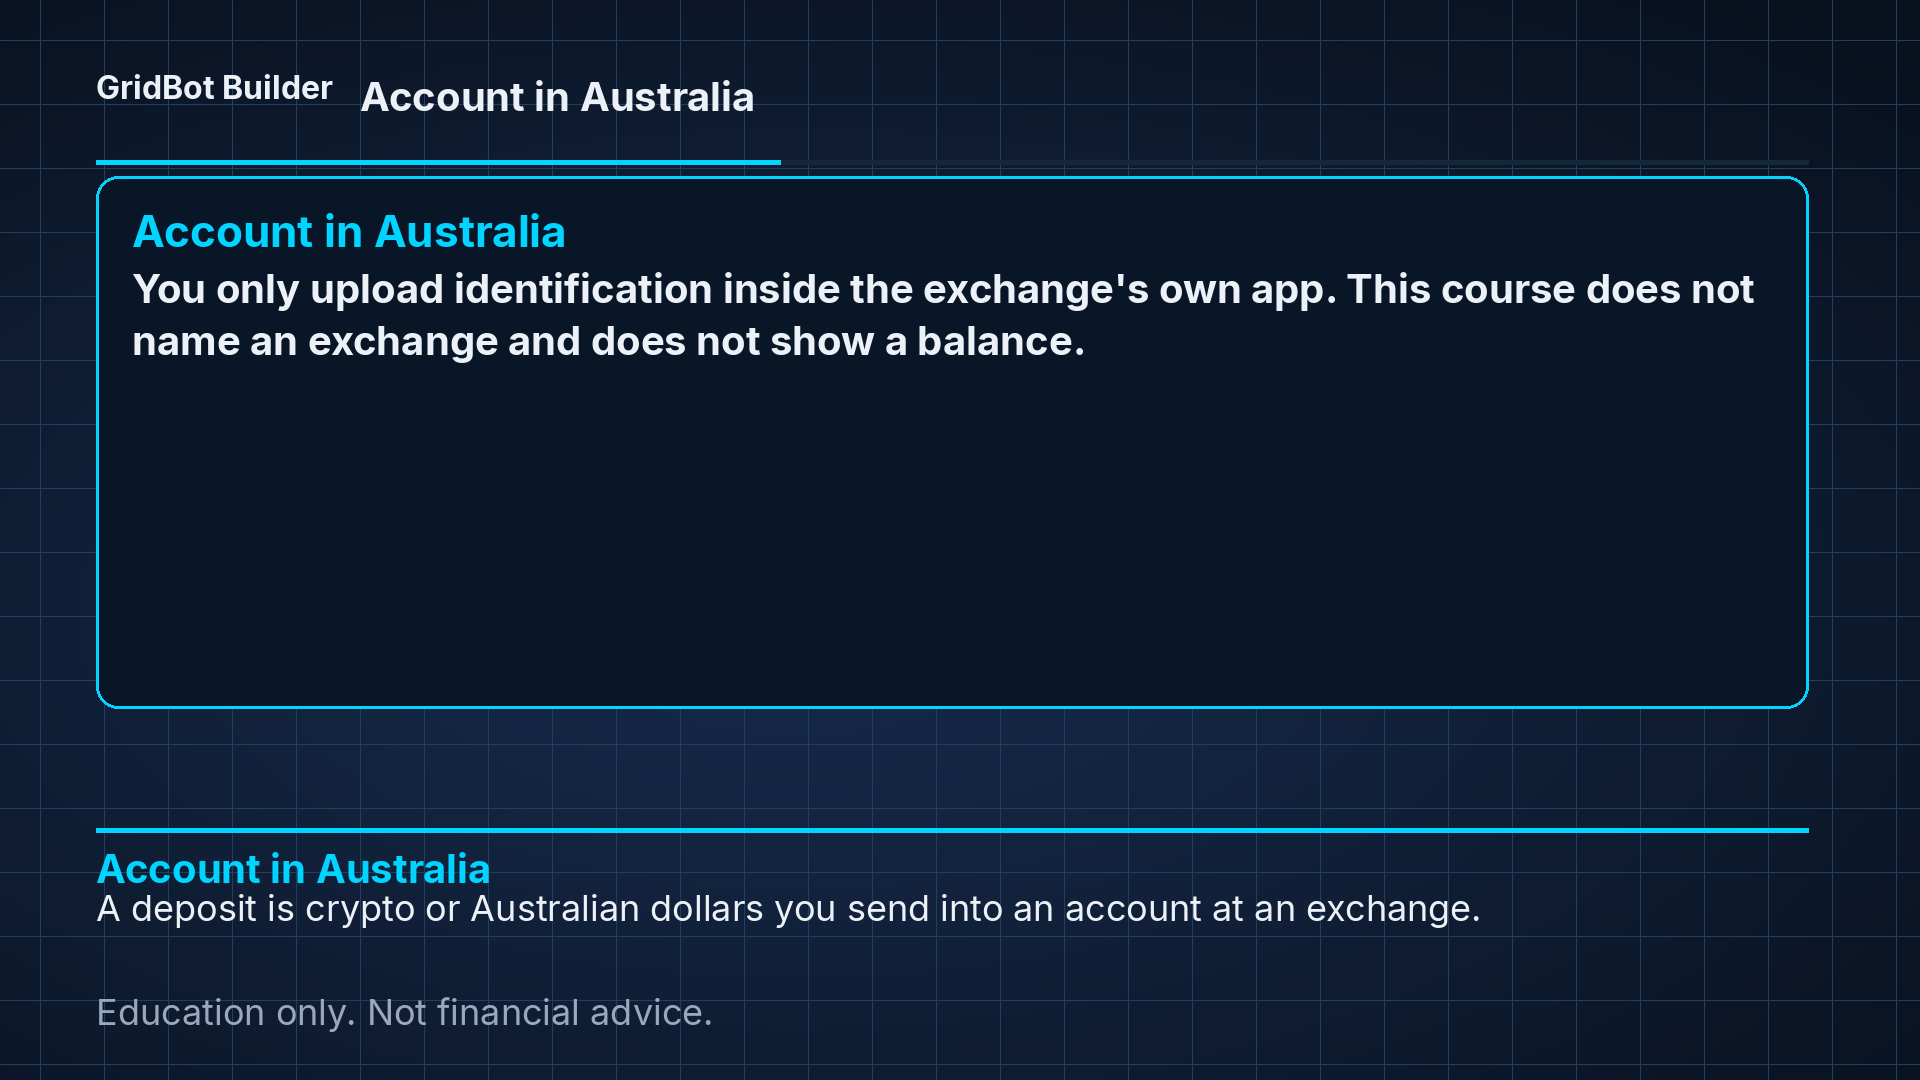 GridBot Builder
Account in Australia
Account in Australia
You only upload identification inside the exchange's own app. This course does not
name an exchange and does not show a balance.
Account in Australia
A deposit is crypto or Australian dollars you send into an account at an exchange.
Education only. Not financial advice.